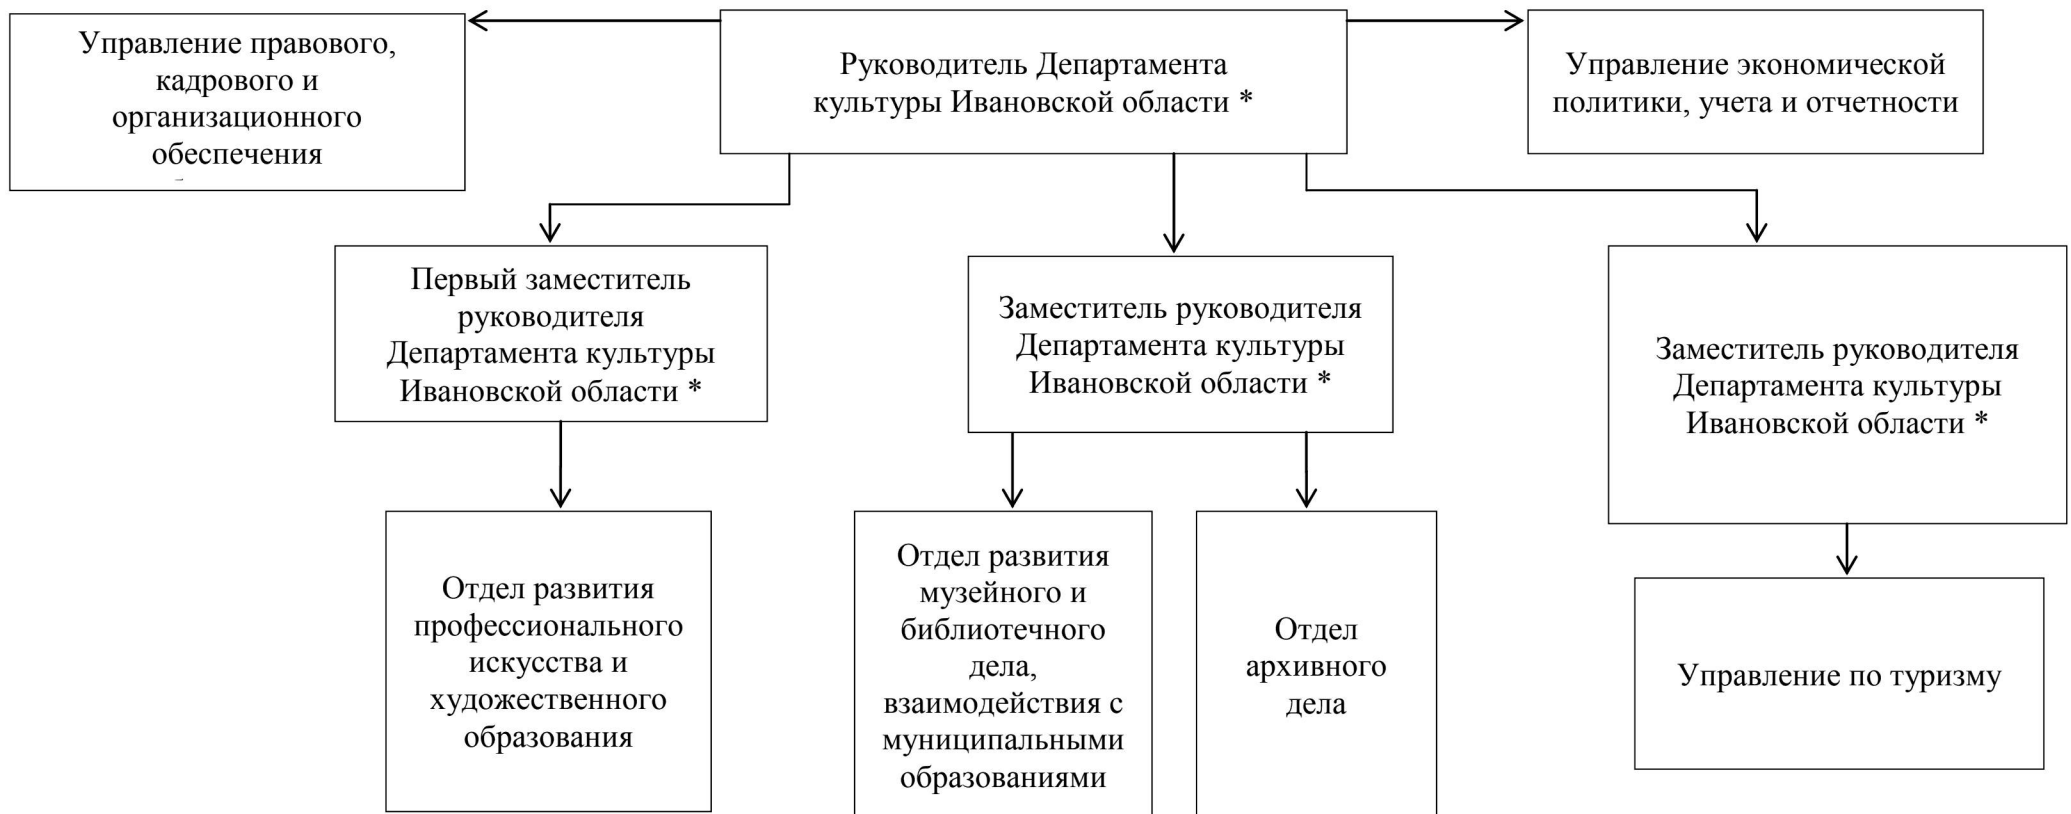 Управление правового,
кадрового и
организационного
обеспечения
Руководитель Департамента
культуры Ивановской области *
Управление экономической
политики, учета и отчетности
Первый заместитель
руководителя
Департамента культуры
Ивановской области *
Заместитель руководителя
Департамента культуры
Ивановской области *
Заместитель руководителя
Департамента культуры
Ивановской области *
Отдел развития
профессионального
искусства и
художественного
образования
Отдел развития
музейного и
библиотечного
дела,
взаимодействия с
муниципальными
образованиями
Отдел
архивного
дела
Управление по туризму